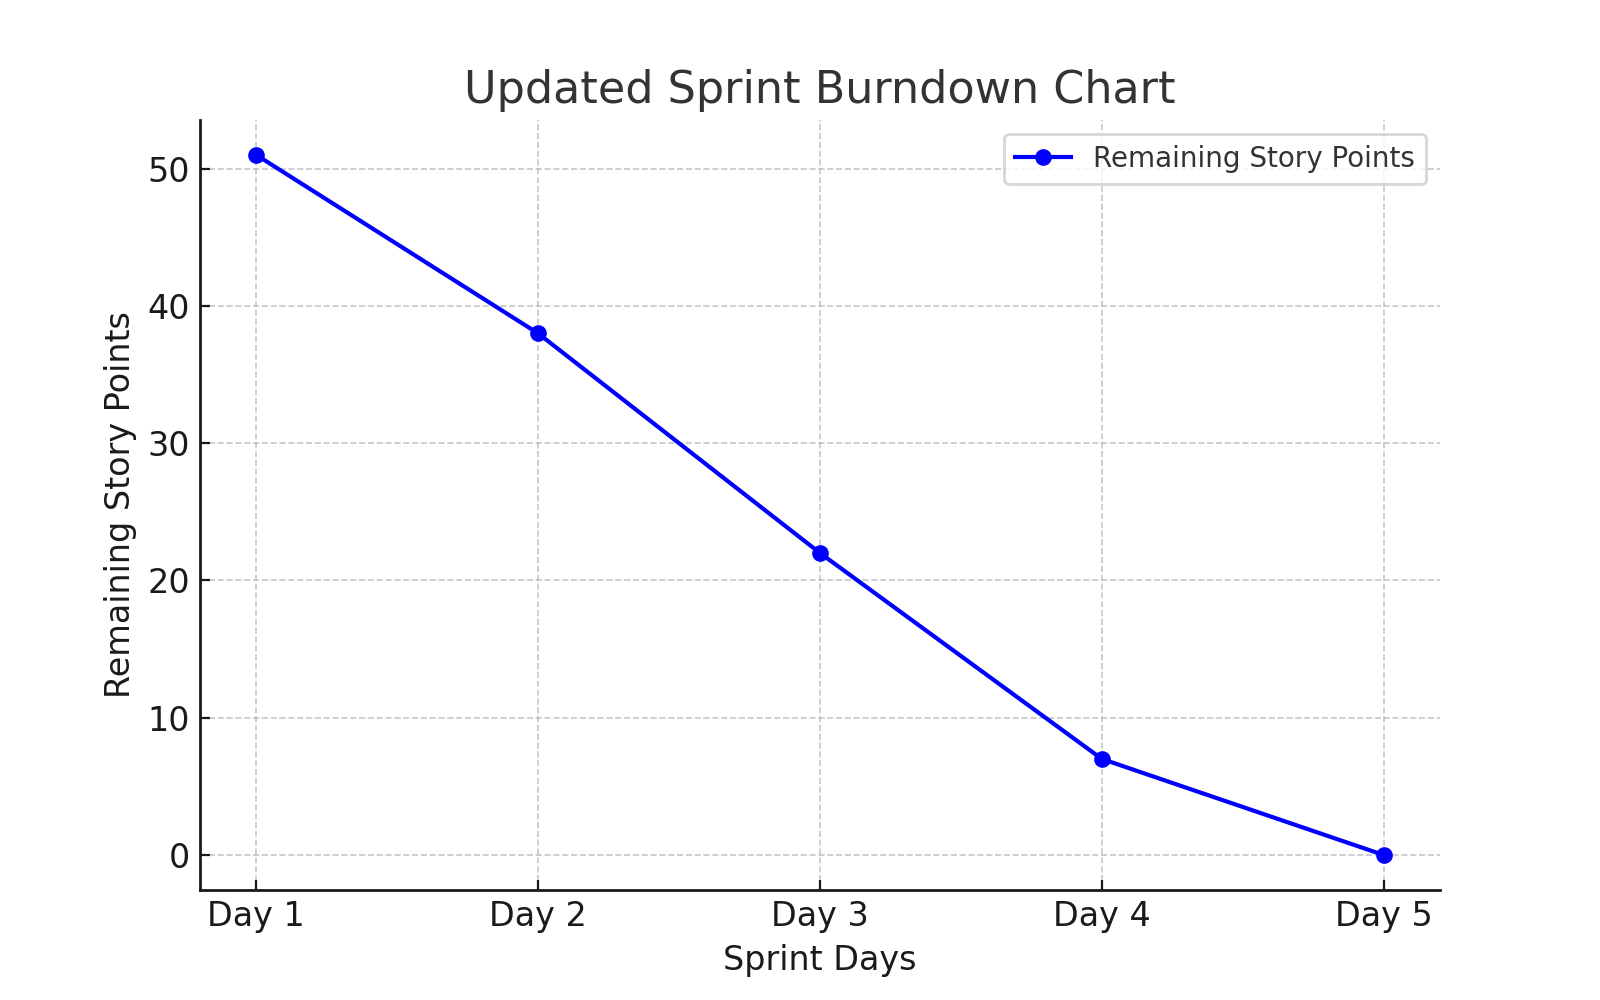 Updated Sprint Burndown Chart
Remaining Story Points
50
40
30
20
10
0
Remaining Story Points
Day 1 Day 2 Day 3 Day 4 Day 5
Sprint Days